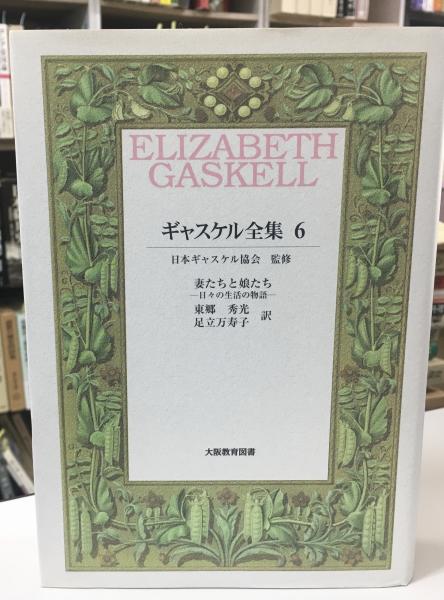 ELIZABETH
GASKELL
ギャスケル全集 6
日本ギャスケル協会 監修
妻たちと娘たち
―日々の生活の物語―
東郷 秀光
足立万寿子 訳
大阪教育図書